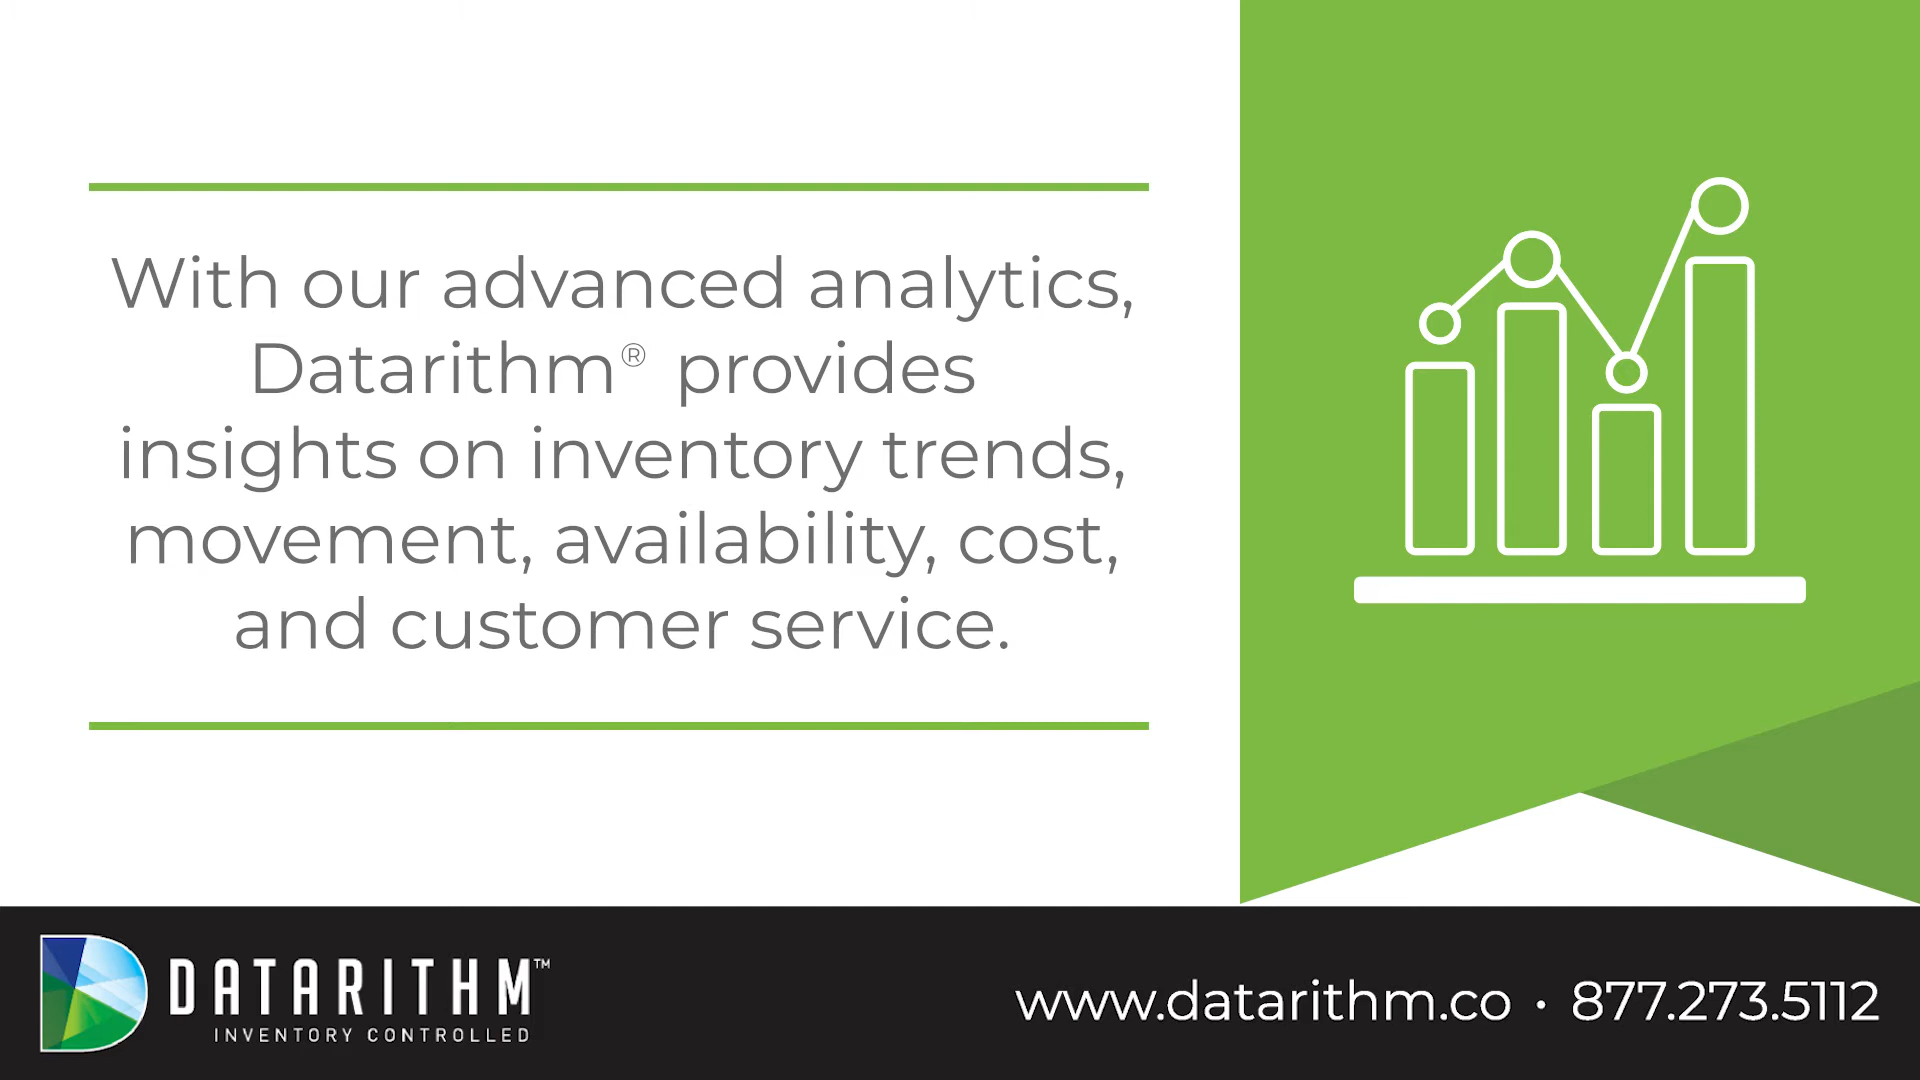 With our advanced analytics,
Datarithm® provides
insights on inventory trends,
movement, availability, cost,
and customer service.
DATARITHM™
INVENTORY CONTROLLED
www.datarithm.co • 877.273.5112